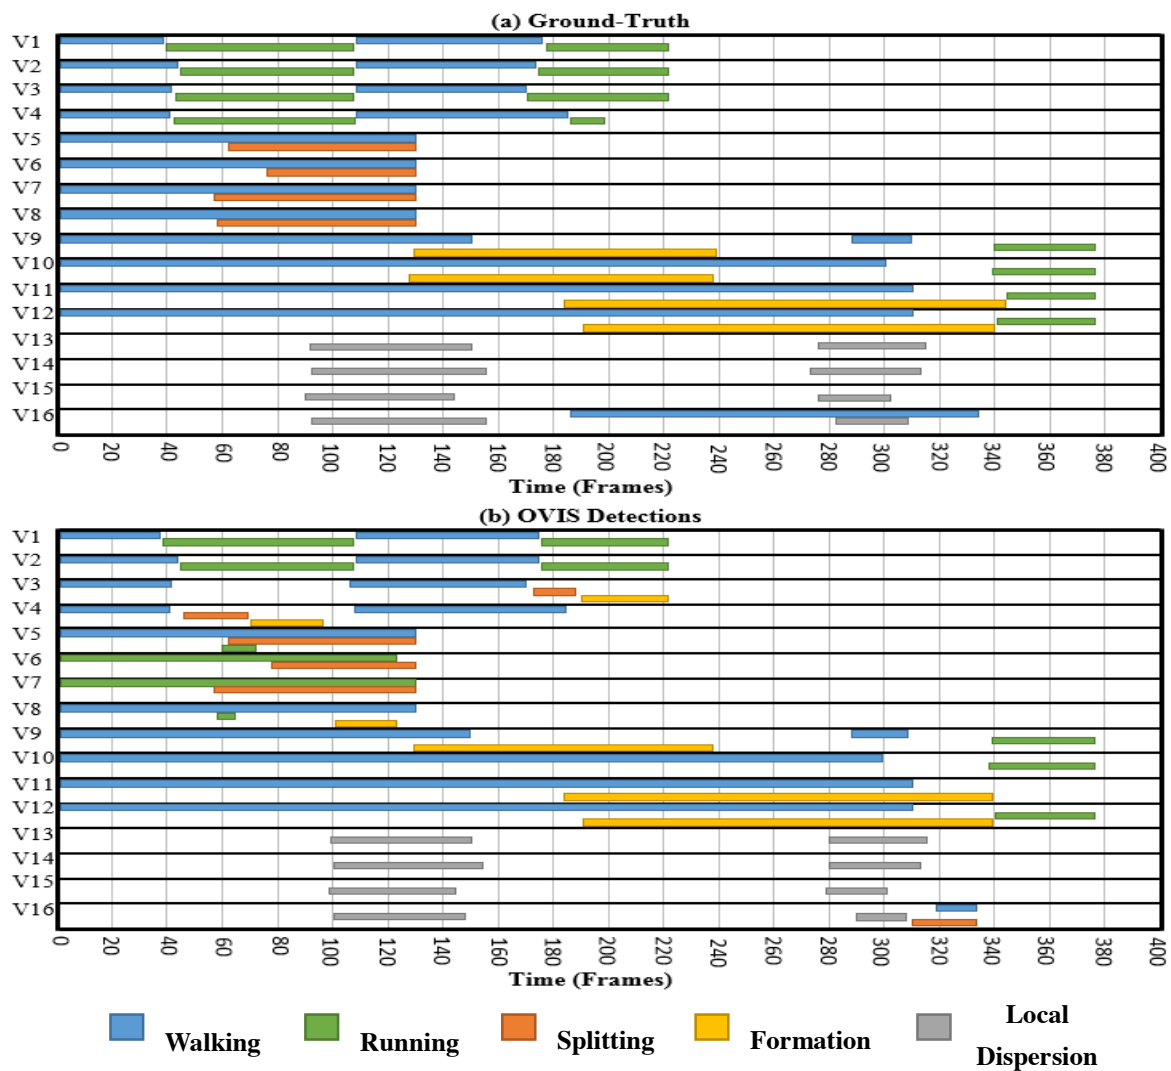 (a) Ground-Truth
V1
V2
V3
V4
V5
V6
V7
V8
V9
V10
V11
V12
V13
V14
V15
V16
0 20 40 60 80 100 120 140 160 180 200 220 240 260 280 300 320 340 360 380 400
Time (Frames)
(b) OVIS Detections
V1
V2
V3
V4
V5
V6
V7
V8
V9
V10
V11
V12
V13
V14
V15
V16
0 20 40 60 80 100 120 140 160 180 200 220 240 260 280 300 320 340 360 380 400
Time (Frames)
Walking Running Splitting Formation Local
Dispersion